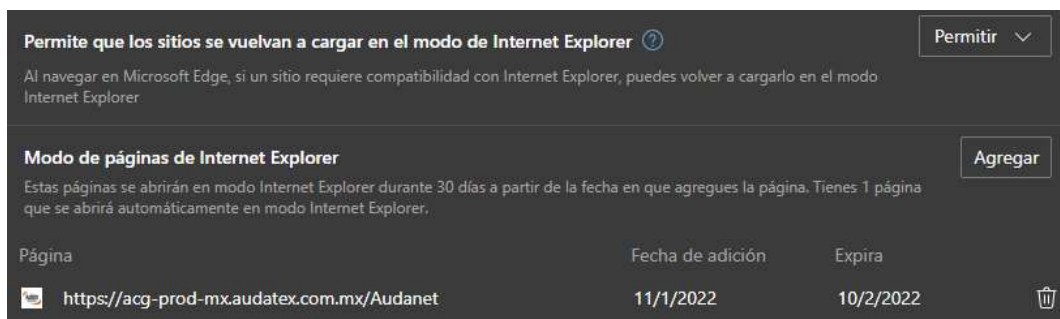 Permite que los sitios se vuelvan a cargar en el modo de Internet Explorer ?
Permitir
Al navegar en Microsoft Edge, si un sitio requiere compatibilidad con Internet Explorer, puedes volver a cargarlo en el modo
Internet Explorer
Modo de páginas de Internet Explorer
Agregar
Estas páginas se abrirán en modo Internet Explorer durante 30 días a partir de la fecha en que agregues la página. Tienes 1 página
que se abrirá automáticamente en modo Internet Explorer.
Página Fecha de adición Expira
https://acg-prod-mx.audatex.com.mx/Audanet 11/1/2022 10/2/2022